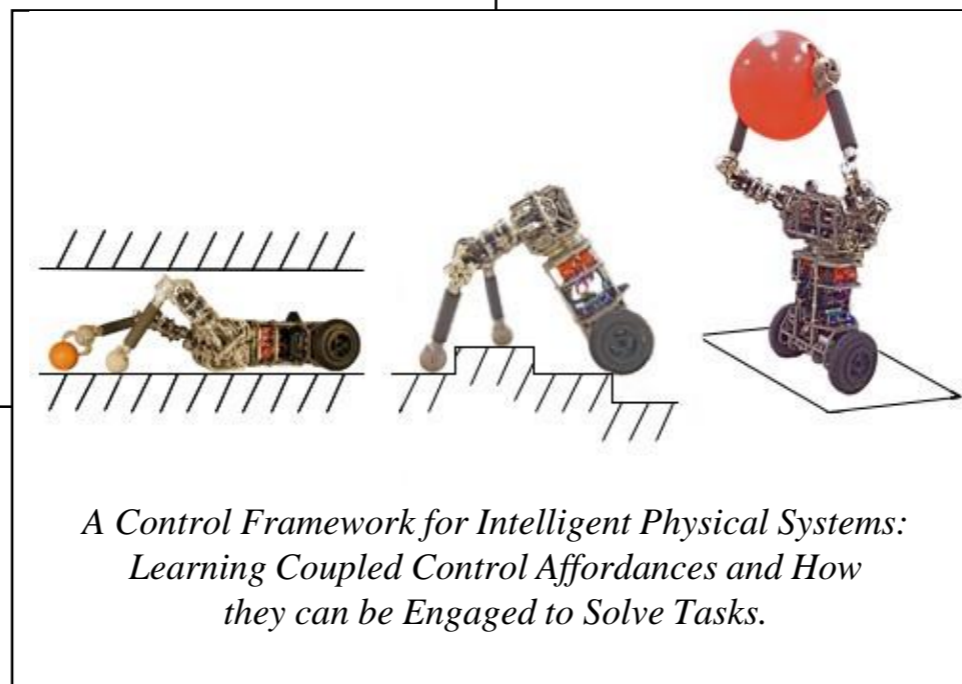 A Control Framework for Intelligent Physical Systems:
Learning Coupled Control Affordances and How
they can be Engaged to Solve Tasks.